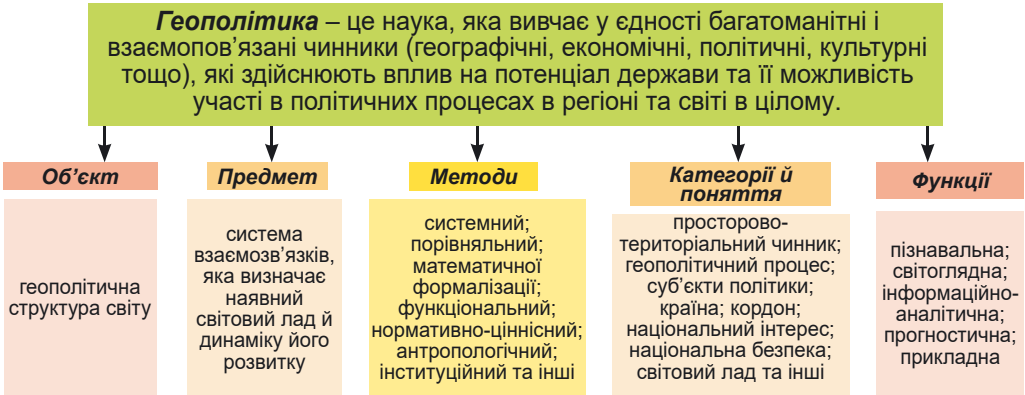 Геополітика – це наука, яка вивчає у єдності багатоманітні і
взаємопов’язані чинники (географічні, економічні, політичні, культурні
тощо), які здійснюють вплив на потенціал держави та її можливість
участі в політичних процесах в регіоні та світі в цілому.
Об’єкт
геополітична
структура світу
Предмет
система
взаємозв’язків,
яка визначає
наявний
світовий лад й
динаміку його
розвитку
Методи
системний;
порівняльний;
математичної
формалізації;
функціональний;
нормативно-ціннісний;
антропологічний;
інституційний та інші
Категорії й
поняття
просторово-
територіальний чинник;
геополітичний процес;
суб’єкти політики;
країна; кордон;
національний інтерес;
національна безпека;
світовий лад та інші
Функції
пізнавальна;
світоглядна;
інформаційно-
аналітична;
прогностична;
прикладна